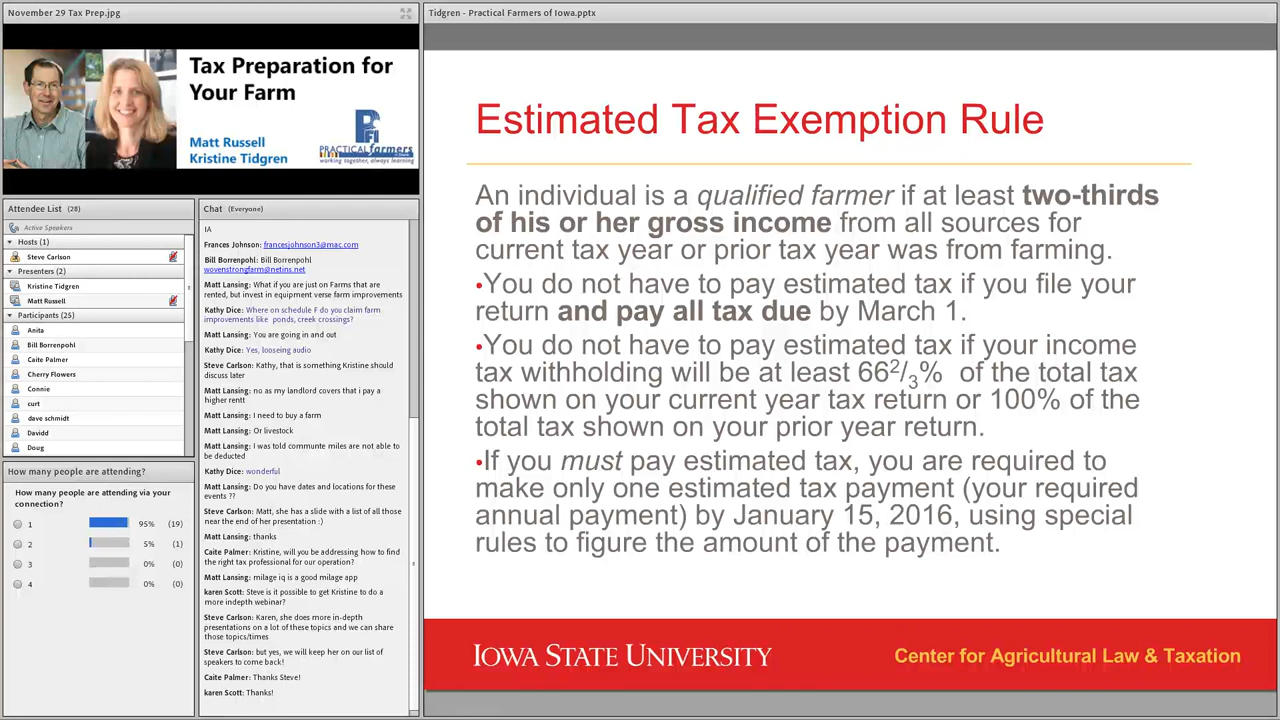 November 29 Tax Prep.jpg
Tax Preparation for
Your Farm
Matt Russell
Kristine Tidgren
PFI
PRACTICAL farmers
working together, always learning
Attendee List (28)
Active Speakers
Hosts (1)
Steve Carlson
Presenters (2)
Kristine Tidgren
Matt Russell
Participants (25)
Anita
Bill Borrenpohl
Caite Palmer
Cherry Flowers
Connie
curt
dave schmidt
Davidd
Doug
How many people are attending?
How many people are attending via your
connection?
1 95% (19)
2 5% (1)
3 0% (0)
4 0% (0)
Chat (Everyone)
IA
Frances Johnson: francesjohnson3@mac.com
Bill Borrenpohl: Bill Borrenpohl
wovenstrongfarm@netins.net
Matt Lansing: What if you are just on Farms that are
rented, but invest in equipment verse farm improvements
Kathy Dice: Where on schedule F do you claim farm
improvements like ponds, creek crossings?
Matt Lansing: You are going in and out
Kathy Dice: Yes, looseing audio
Steve Carlson: Kathy, that is something Kristine should
discuss later
Matt Lansing: no as my landlord covers that i pay a
higher rentt
Matt Lansing: I need to buy a farm
Matt Lansing: Or livestock
Matt Lansing: I was told communte miles are not able to
be deducted
Kathy Dice: wonderful
Matt Lansing: Do you have dates and locations for these
events ??
Steve Carlson: Matt, she has a slide with a list of all those
near the end of her presentation :)
Matt Lansing: thanks
Caite Palmer: Kristine, will you be addressing how to find
the right tax professional for our operation?
Matt Lansing: milage iq is a good milage app
karen Scott: Steve is it possible to get Kristine to do a
more indepth webinar?
Steve Carlson: Karen, she does more in-depth
presentations on a lot of these topics and we can share
those topics/times
Steve Carlson: but yes, we will keep her on our list of
speakers to come back!
Caite Palmer: Thanks Steve!
karen Scott: Thanks!
Tidgren - Practical Farmers of Iowa.pptx
Estimated Tax Exemption Rule
An individual is a qualified farmer if at least two-thirds
of his or her gross income from all sources for
current tax year or prior tax year was from farming.
•You do not have to pay estimated tax if you file your
return and pay all tax due by March 1.
•You do not have to pay estimated tax if your income
tax withholding will be at least 66²/₃% of the total tax
shown on your current year tax return or 100% of the
total tax shown on your prior year return.
•If you must pay estimated tax, you are required to
make only one estimated tax payment (your required
annual payment) by January 15, 2016, using special
rules to figure the amount of the payment.
IOWA STATE UNIVERSITY
Center for Agricultural Law & Taxation